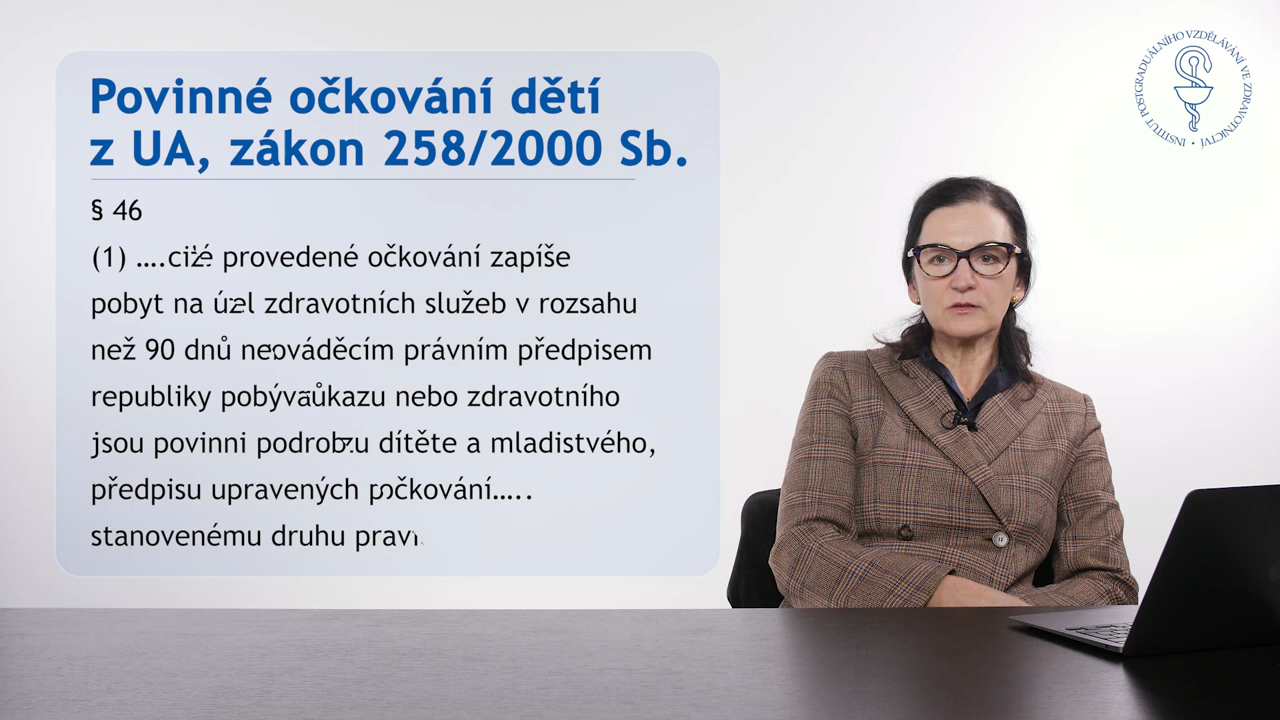 Povinné očkování dětí
z UA, zákon 258/2000 Sb.
§ 46
(1) provedené očkování zapíše
pobyt na zdravotních služeb v rozsahu
než 90 dnů právním předpisem
republiky nebo zdravotního
jsou povinni dítěte a mladistvého,
předpisu upravených
stanovenému druhu
INSTITUT POSTGRADUÁLNÍHO VZDĚLÁVÁNÍ VE ZDRAVOTNICTVÍ •